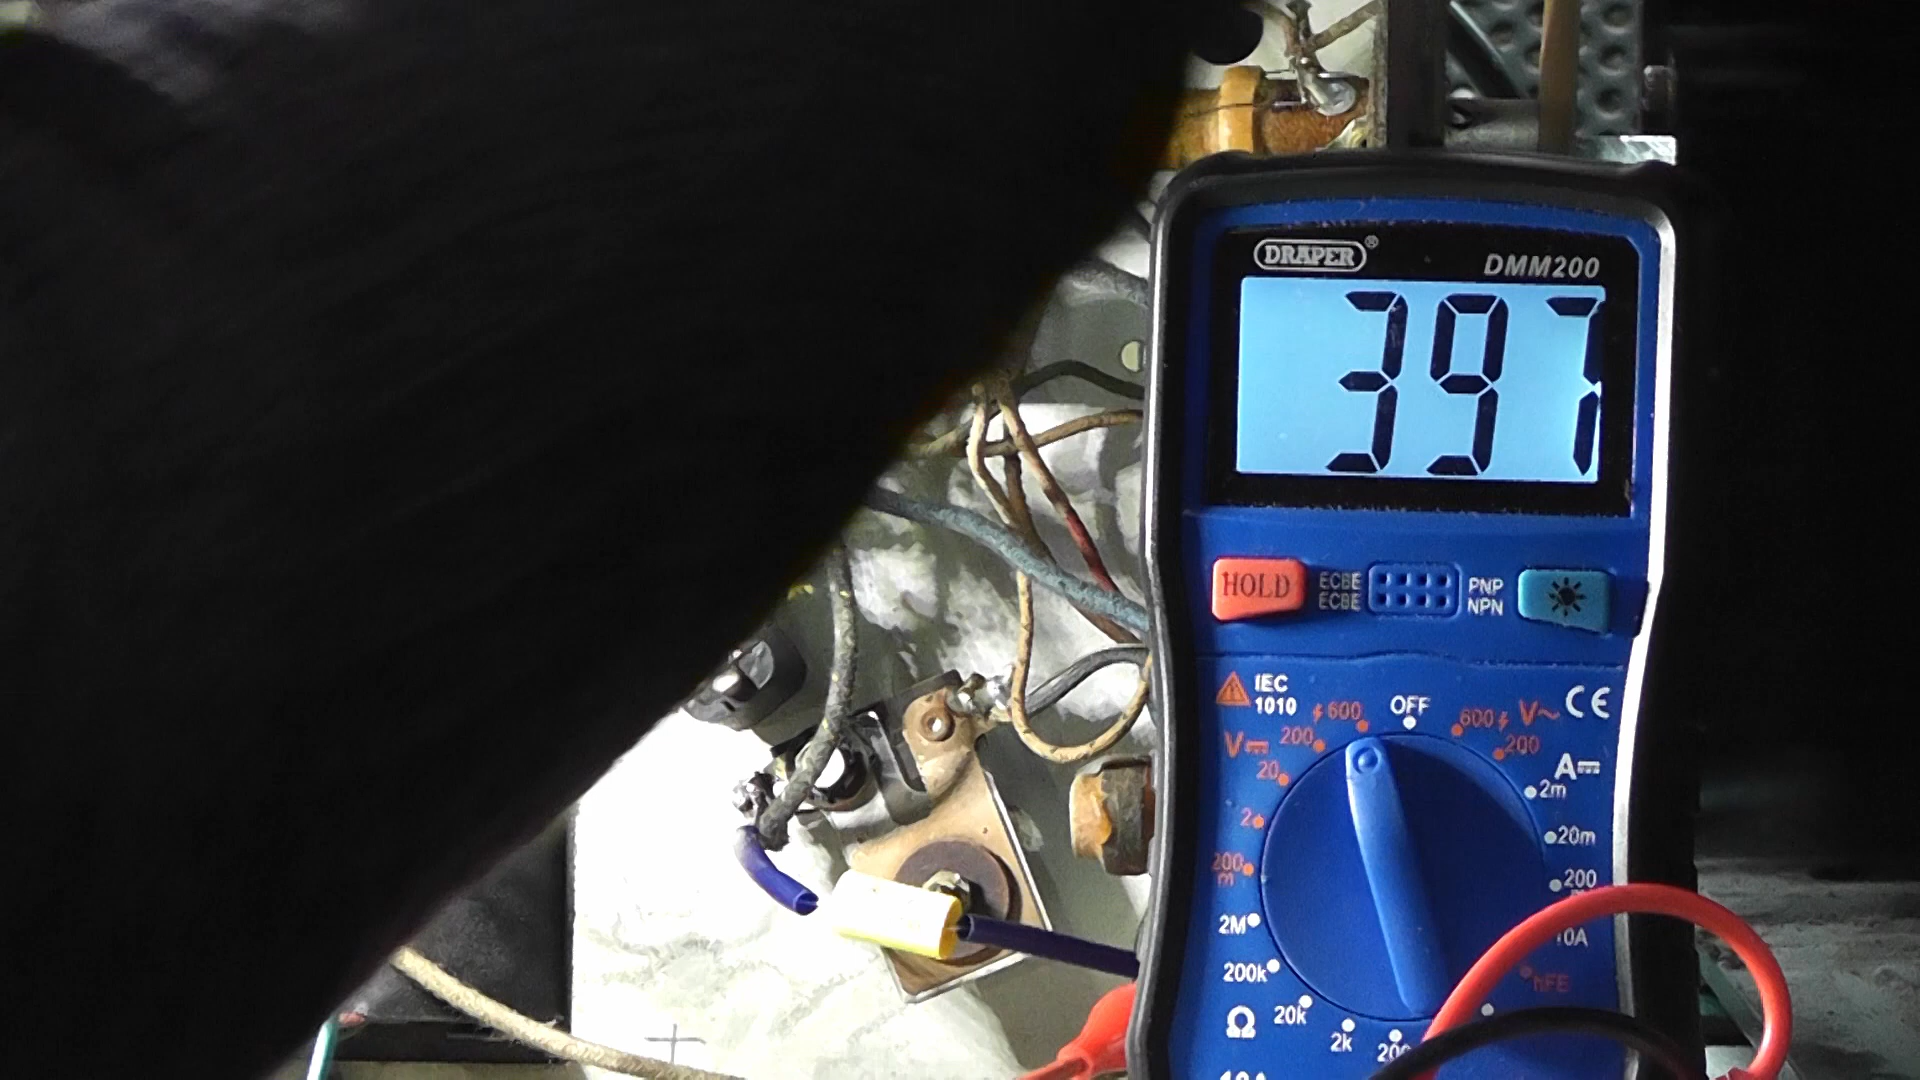 DRAPER®
DMM200
397
HOLD
ECBE
ECBE
PNP
NPN
IEC
1010
600
OFF
600
V~
CE
V
200
200
A
20
2m
2
20m
200
m
200
2M
10A
200k
hFE
Ω
20k
2k